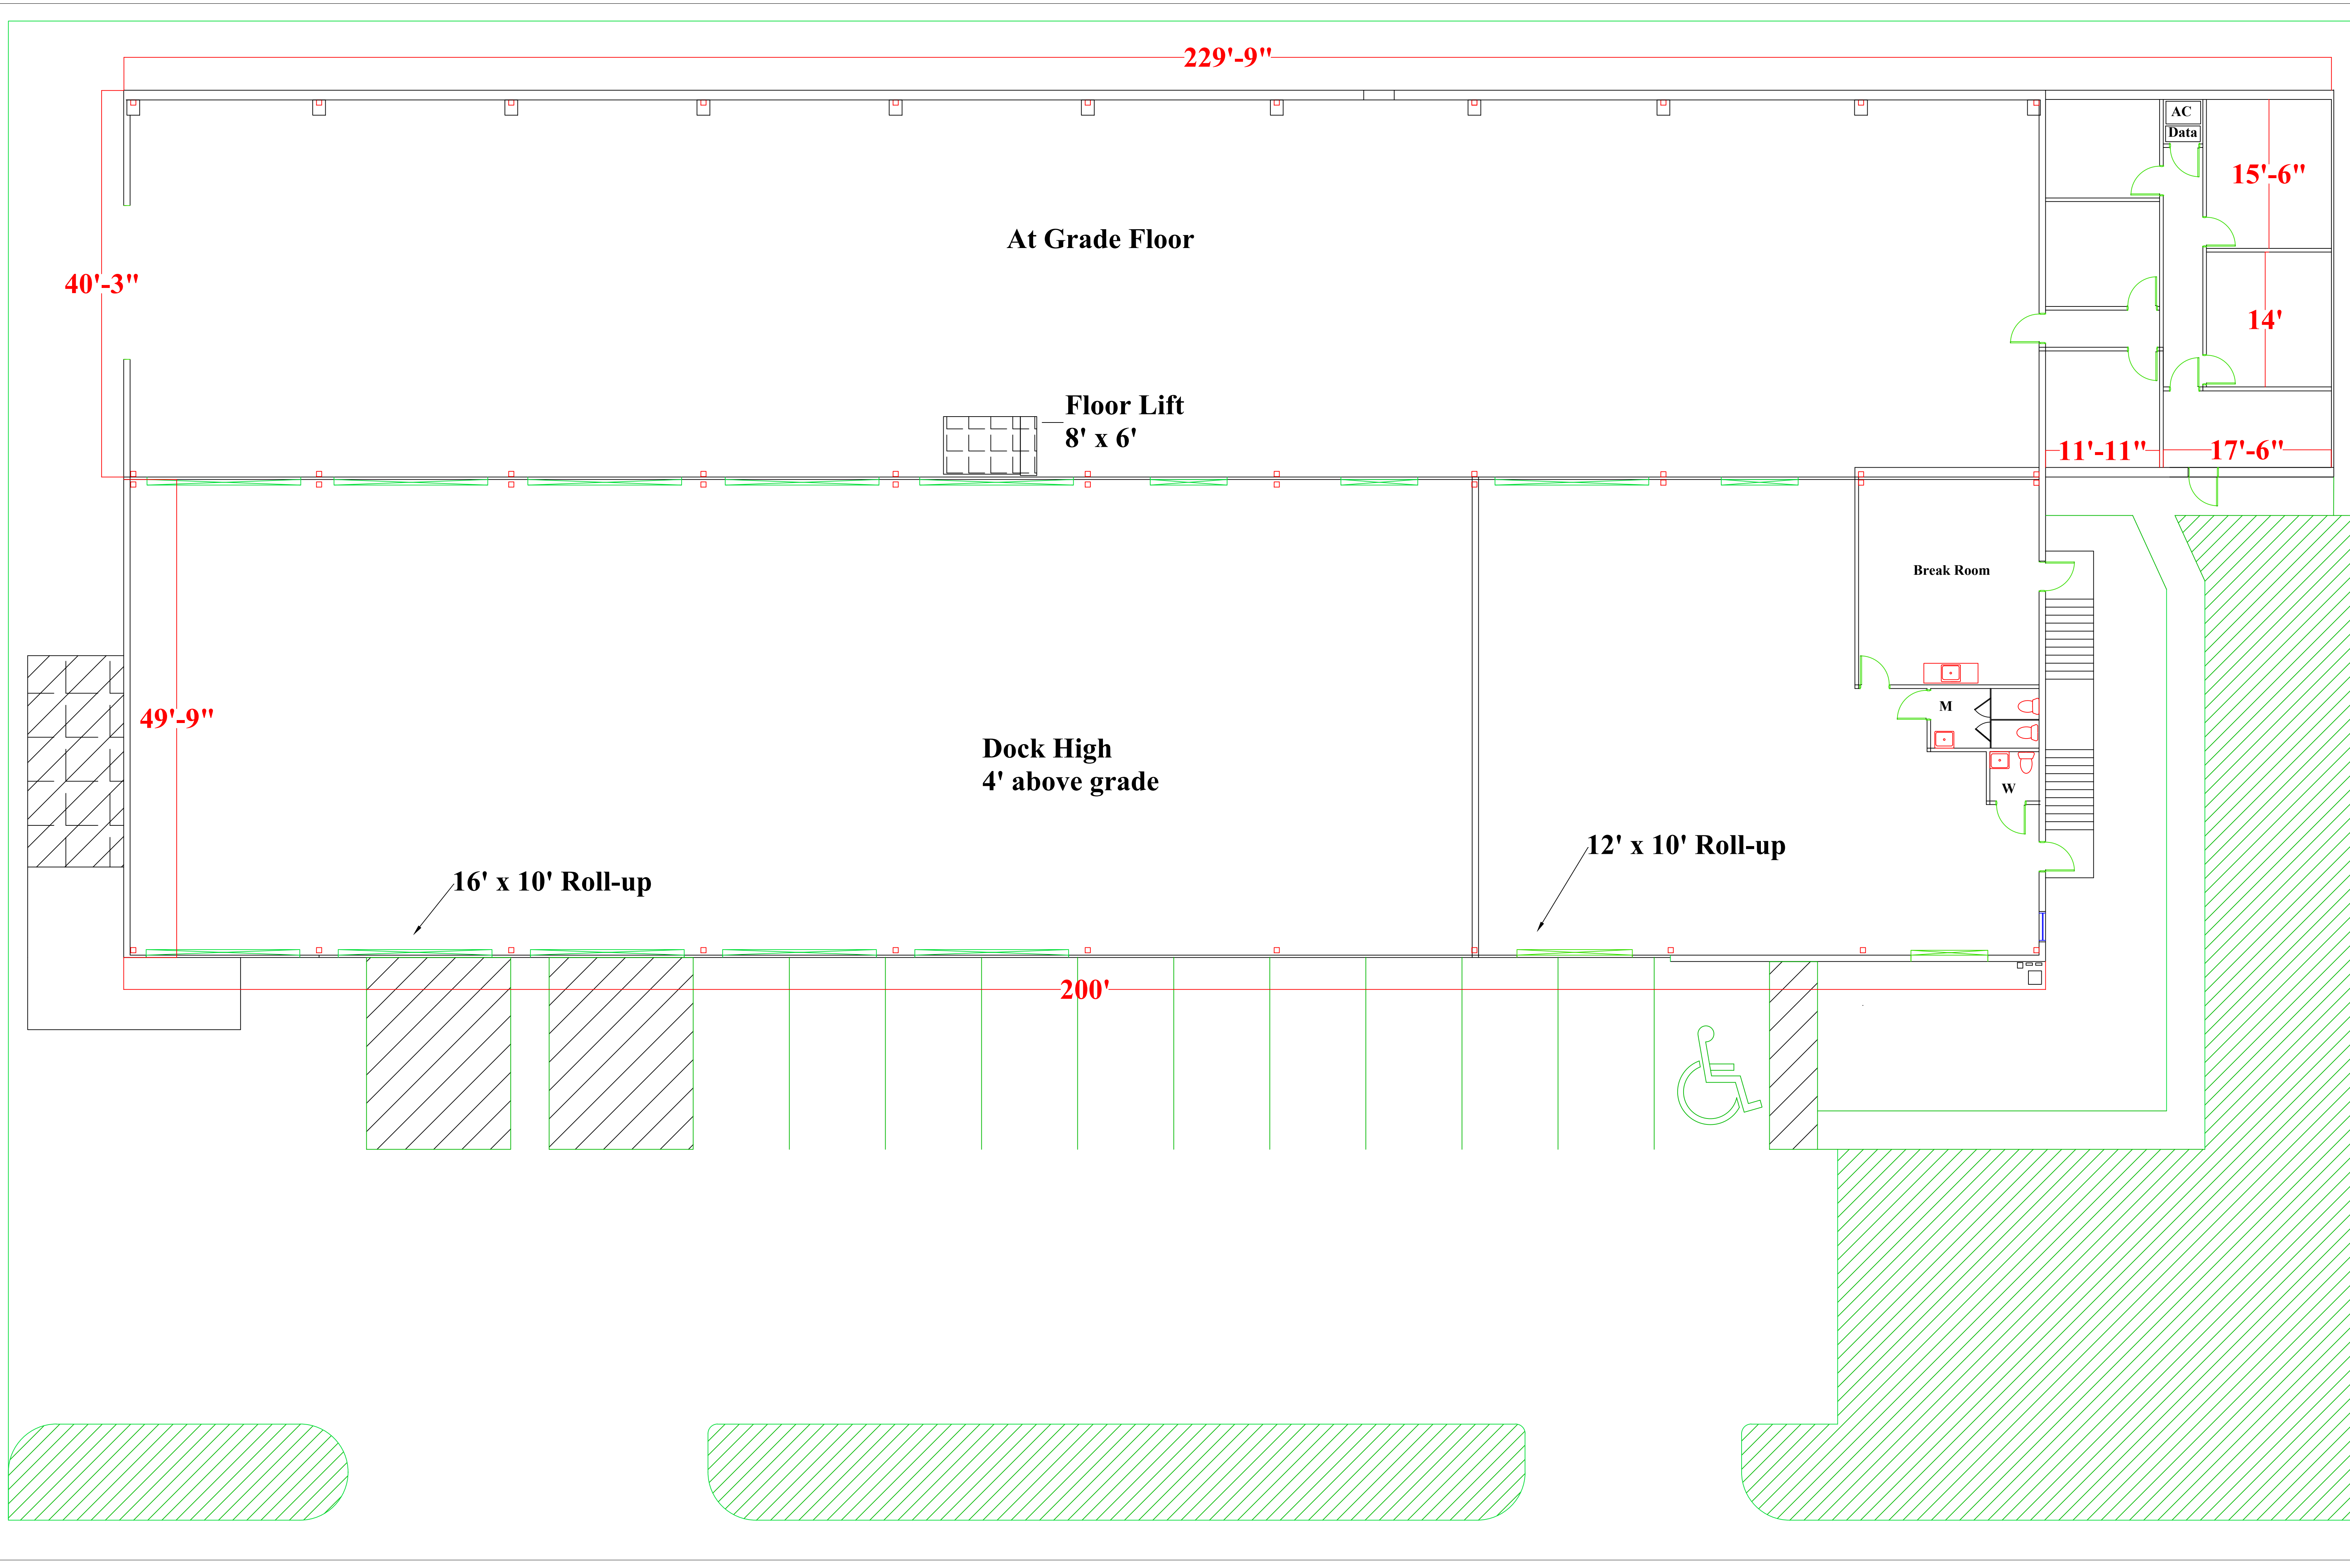 229'-9"
AC
Data
15'-6"
At Grade Floor
40'-3"
14'
Floor Lift
8' x 6'
11'-11"
17'-6"
Break Room
M
49'-9"
Dock High
4' above grade
W
12' x 10' Roll-up
16' x 10' Roll-up
200'